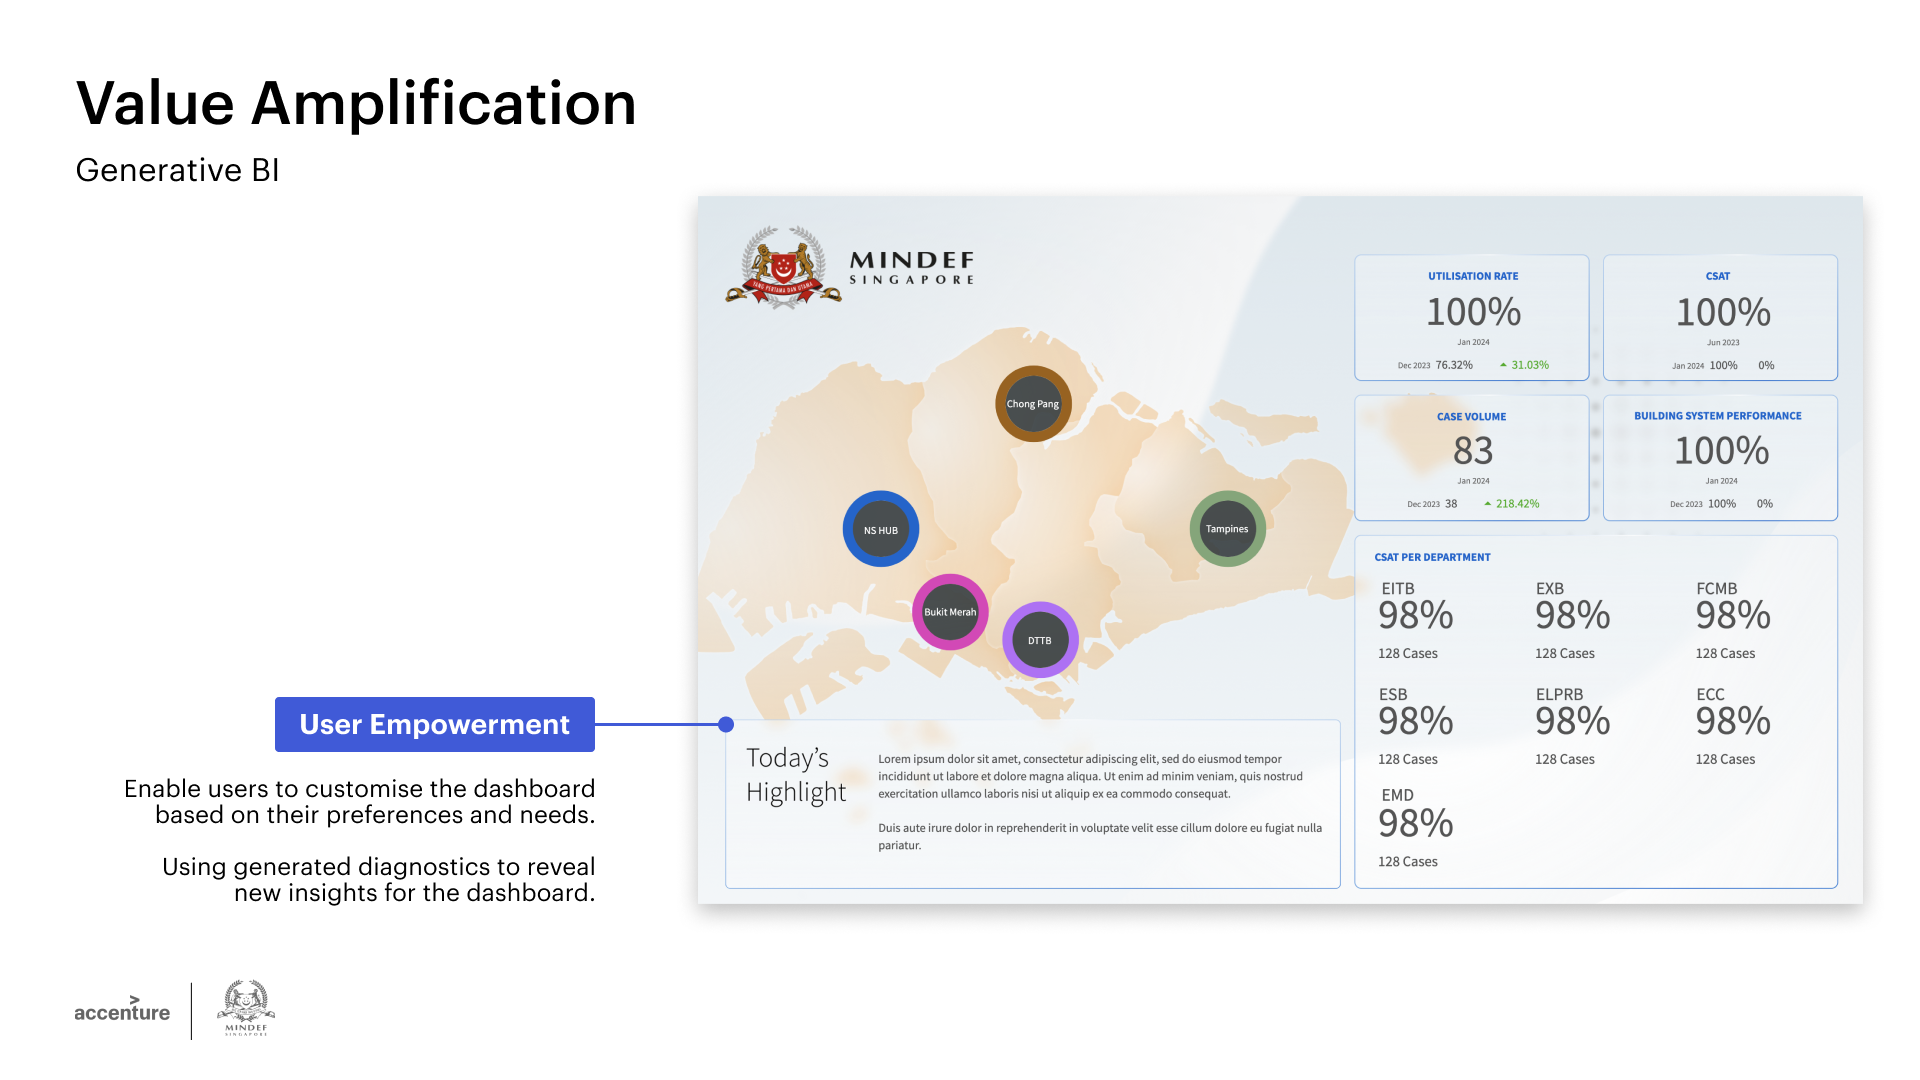 Value Amplification
Generative BI
MINDEF
SINGAPORE
YANG PERTAMA DAN UTAMA
UTILISATION RATE
100%
Jan 2024
Dec 2023 76.32% 31.03%
CSAT
100%
Jun 2023
Jan 2024 100% 0%
CASE VOLUME
83
Jan 2024
Dec 2023 38 218.42%
BUILDING SYSTEM PERFORMANCE
100%
Jan 2024
Dec 2023 100% 0%
Chong Pang
NS HUB
Tampines
Bukit Merah
DTTB
CSAT PER DEPARTMENT
EITB
98%
128 Cases
EXB
98%
128 Cases
FCMB
98%
128 Cases
ESB
98%
128 Cases
ELPRB
98%
128 Cases
ECC
98%
128 Cases
EMD
98%
128 Cases
User Empowerment
Enable users to customise the dashboard
based on their preferences and needs.
Using generated diagnostics to reveal
new insights for the dashboard.
Today’s
Highlight
Lorem ipsum dolor sit amet, consectetur adipiscing elit, sed do eiusmod tempor
incididunt ut labore et dolore magna aliqua. Ut enim ad minim veniam, quis nostrud
exercitation ullamco laboris nisi ut aliquip ex ea commodo consequat.
Duis aute irure dolor in reprehenderit in voluptate velit esse cillum dolore eu fugiat nulla
pariatur.
accenture
MINDEF
SINGAPORE